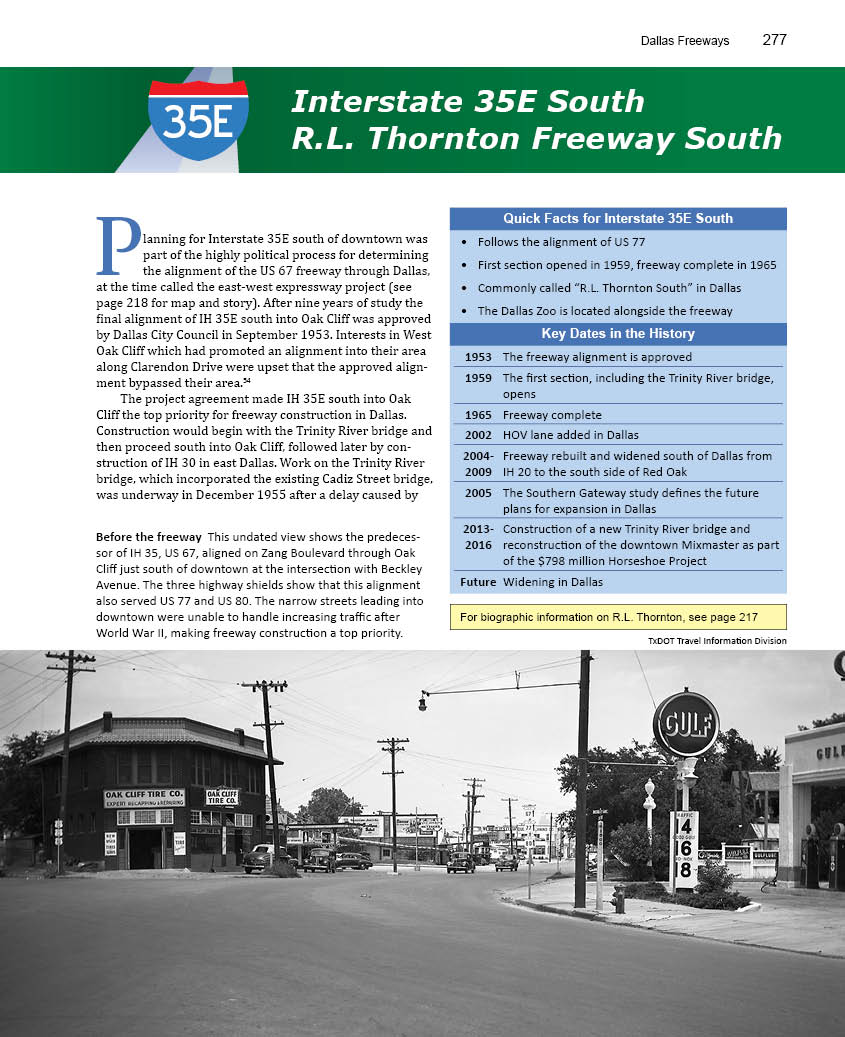 Dallas Freeways 277
35E
Interstate 35E South
R.L. Thornton Freeway South
Planning for Interstate 35E south of downtown was
part of the highly political process for determining
the alignment of the US 67 freeway through Dallas,
at the time called the east-west expressway project (see
page 218 for map and story). After nine years of study the
final alignment of IH 35E south into Oak Cliff was approved
by Dallas City Council in September 1953. Interests in West
Oak Cliff which had promoted an alignment into their area
along Clarendon Drive were upset that the approved align-
ment bypassed their area.⁵⁴
The project agreement made IH 35E south into Oak
Cliff the top priority for freeway construction in Dallas.
Construction would begin with the Trinity River bridge and
then proceed south into Oak Cliff, followed later by con-
struction of IH 30 in east Dallas. Work on the Trinity River
bridge, which incorporated the existing Cadiz Street bridge,
was underway in December 1955 after a delay caused by
Before the freeway This undated view shows the predeces-
sor of IH 35, US 67, aligned on Zang Boulevard through Oak
Cliff just south of downtown at the intersection with Beckley
Avenue. The three highway shields show that this alignment
also served US 77 and US 80. The narrow streets leading into
downtown were unable to handle increasing traffic after
World War II, making freeway construction a top priority.
Quick Facts for Interstate 35E South
• Follows the alignment of US 77
• First section opened in 1959, freeway complete in 1965
• Commonly called “R.L. Thornton South” in Dallas
• The Dallas Zoo is located alongside the freeway
Key Dates in the History
1953 The freeway alignment is approved
1959 The first section, including the Trinity River bridge,
opens
1965 Freeway complete
2002 HOV lane added in Dallas
2004- Freeway rebuilt and widened south of Dallas from
2009 IH 20 to the south side of Red Oak
2005 The Southern Gateway study defines the future
plans for expansion in Dallas
2013- Construction of a new Trinity River bridge and
2016 reconstruction of the downtown Mixmaster as part
of the $798 million Horseshoe Project
Future Widening in Dallas
For biographic information on R.L. Thornton, see page 217
TxDOT Travel Information Division
OAK CLIFF TIRE CO.
EXPERT RECAPPING & REPAIRING
OAK CLIFF
TIRE CO.
TIRE
GULF
14
16
18
GULF